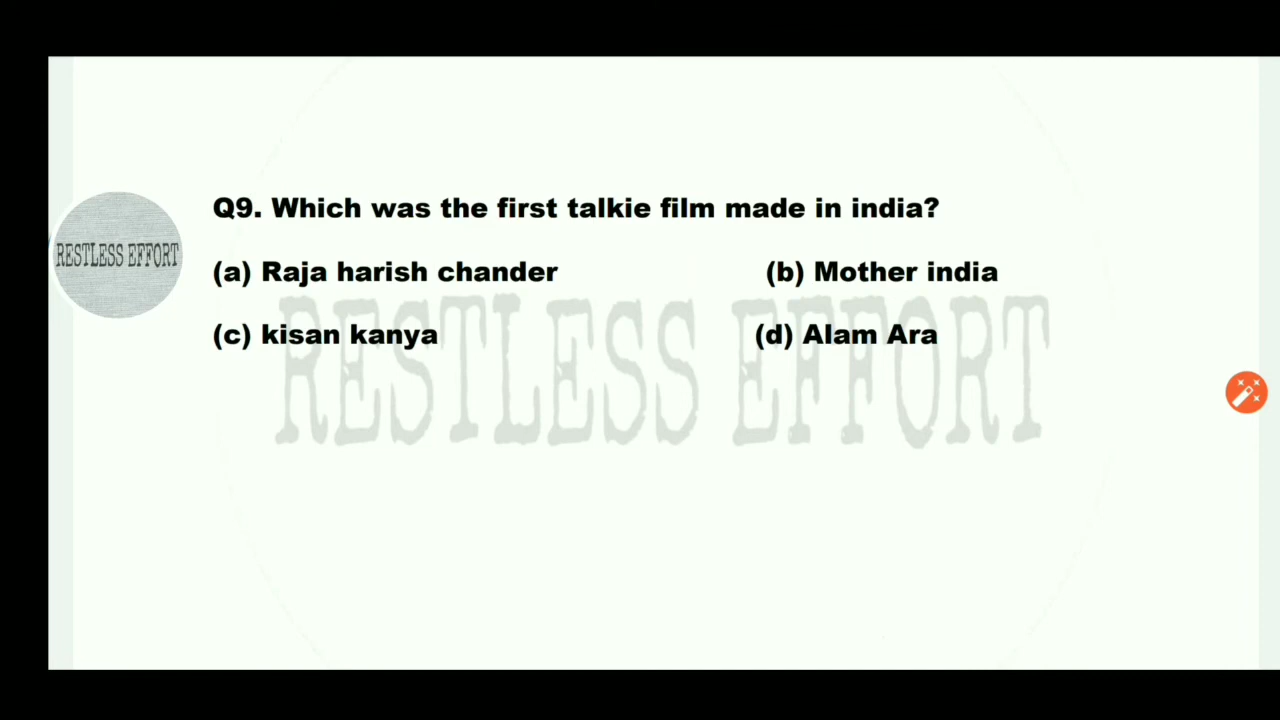 Q9. Which was the first talkie film made in india?
(a) Raja harish chander (b) Mother india
(c) kisan kanya (d) Alam Ara
RESTLESS EFFORT
RESTLESS EFFORT